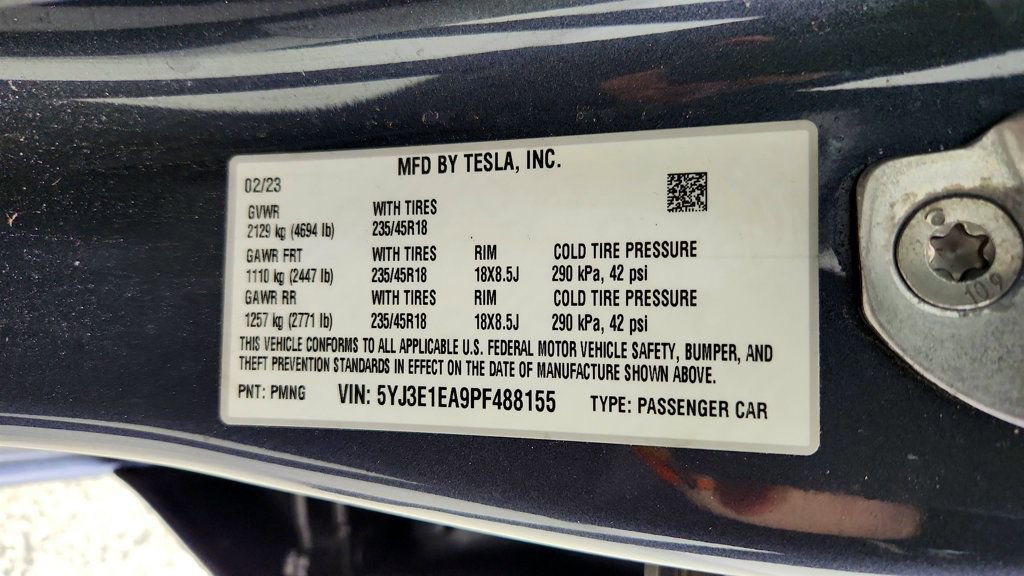 MFD BY TESLA, INC.
02/23
GVWR WITH TIRES
2129 kg (4694 lb) 235/45R18
GAWR FRT WITH TIRES RIM COLD TIRE PRESSURE
1110 kg (2447 lb) 235/45R18 18X8.5J 290 kPa, 42 psi
GAWR RR WITH TIRES RIM COLD TIRE PRESSURE
1257 kg (2771 lb) 235/45R18 18X8.5J 290 kPa, 42 psi
THIS VEHICLE CONFORMS TO ALL APPLICABLE U.S. FEDERAL MOTOR VEHICLE SAFETY, BUMPER, AND
THEFT PREVENTION STANDARDS IN EFFECT ON THE DATE OF MANUFACTURE SHOWN ABOVE.
PNT: PMNG VIN: 5YJ3E1EA9PF488155 TYPE: PASSENGER CAR
10.9